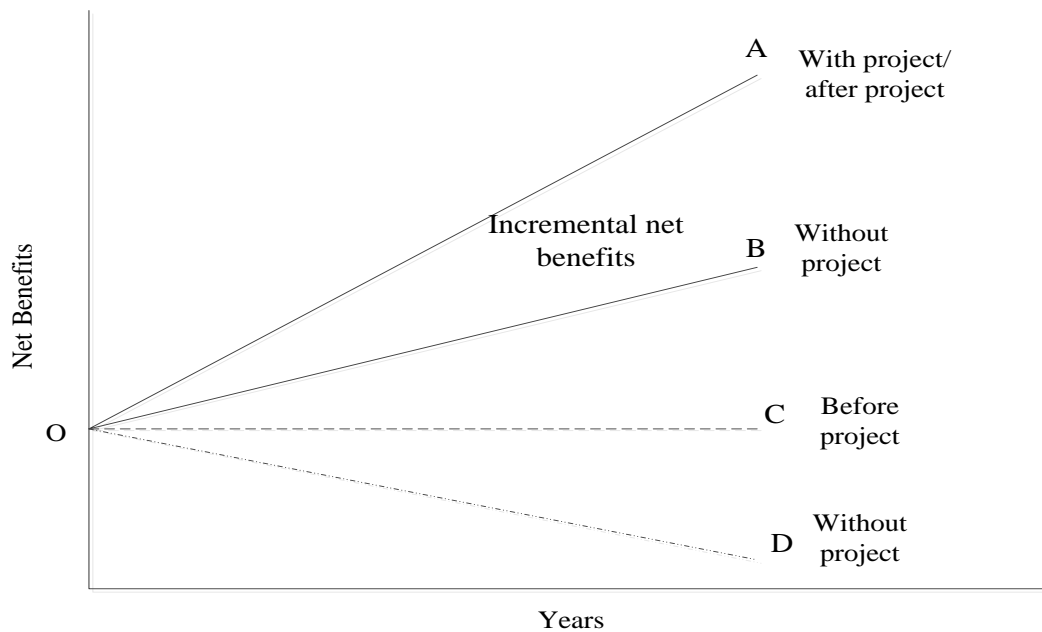 A
With project/
after project
Incremental net
benefits
B
Without
project
Net Benefits
O
C
Before
project
D
Without
project
Years